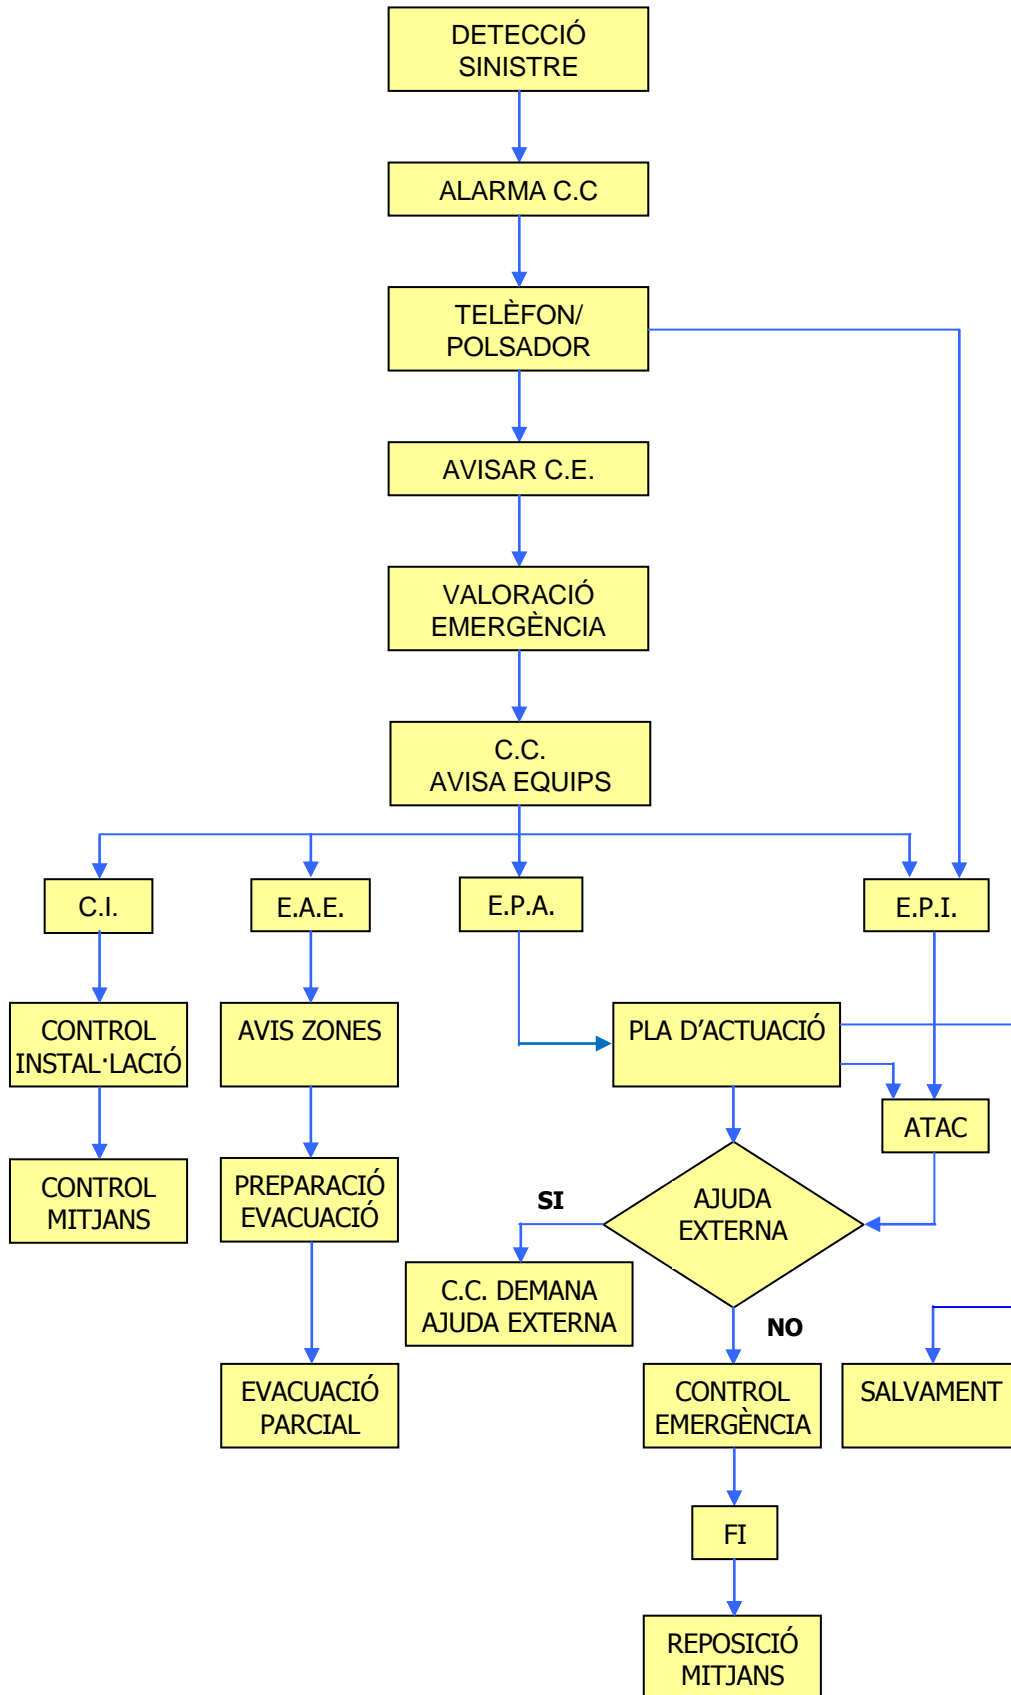 DETECCIÓ
SINISTRE
ALARMA C.C
TELÈFON/
POLSADOR
AVISAR C.E.
VALORACIÓ
EMERGÈNCIA
C.C.
AVISA EQUIPS
C.I.
E.A.E.
E.P.A.
E.P.I.
CONTROL
INSTAL·LACIÓ
AVIS ZONES
PLA D'ACTUACIÓ
ATAC
CONTROL
MITJANS
PREPARACIÓ
EVACUACIÓ
SI
AJUDA
EXTERNA
C.C. DEMANA
AJUDA EXTERNA
NO
EVACUACIÓ
PARCIAL
CONTROL
EMERGÈNCIA
SALVAMENT
FI
REPOSICIÓ
MITJANS